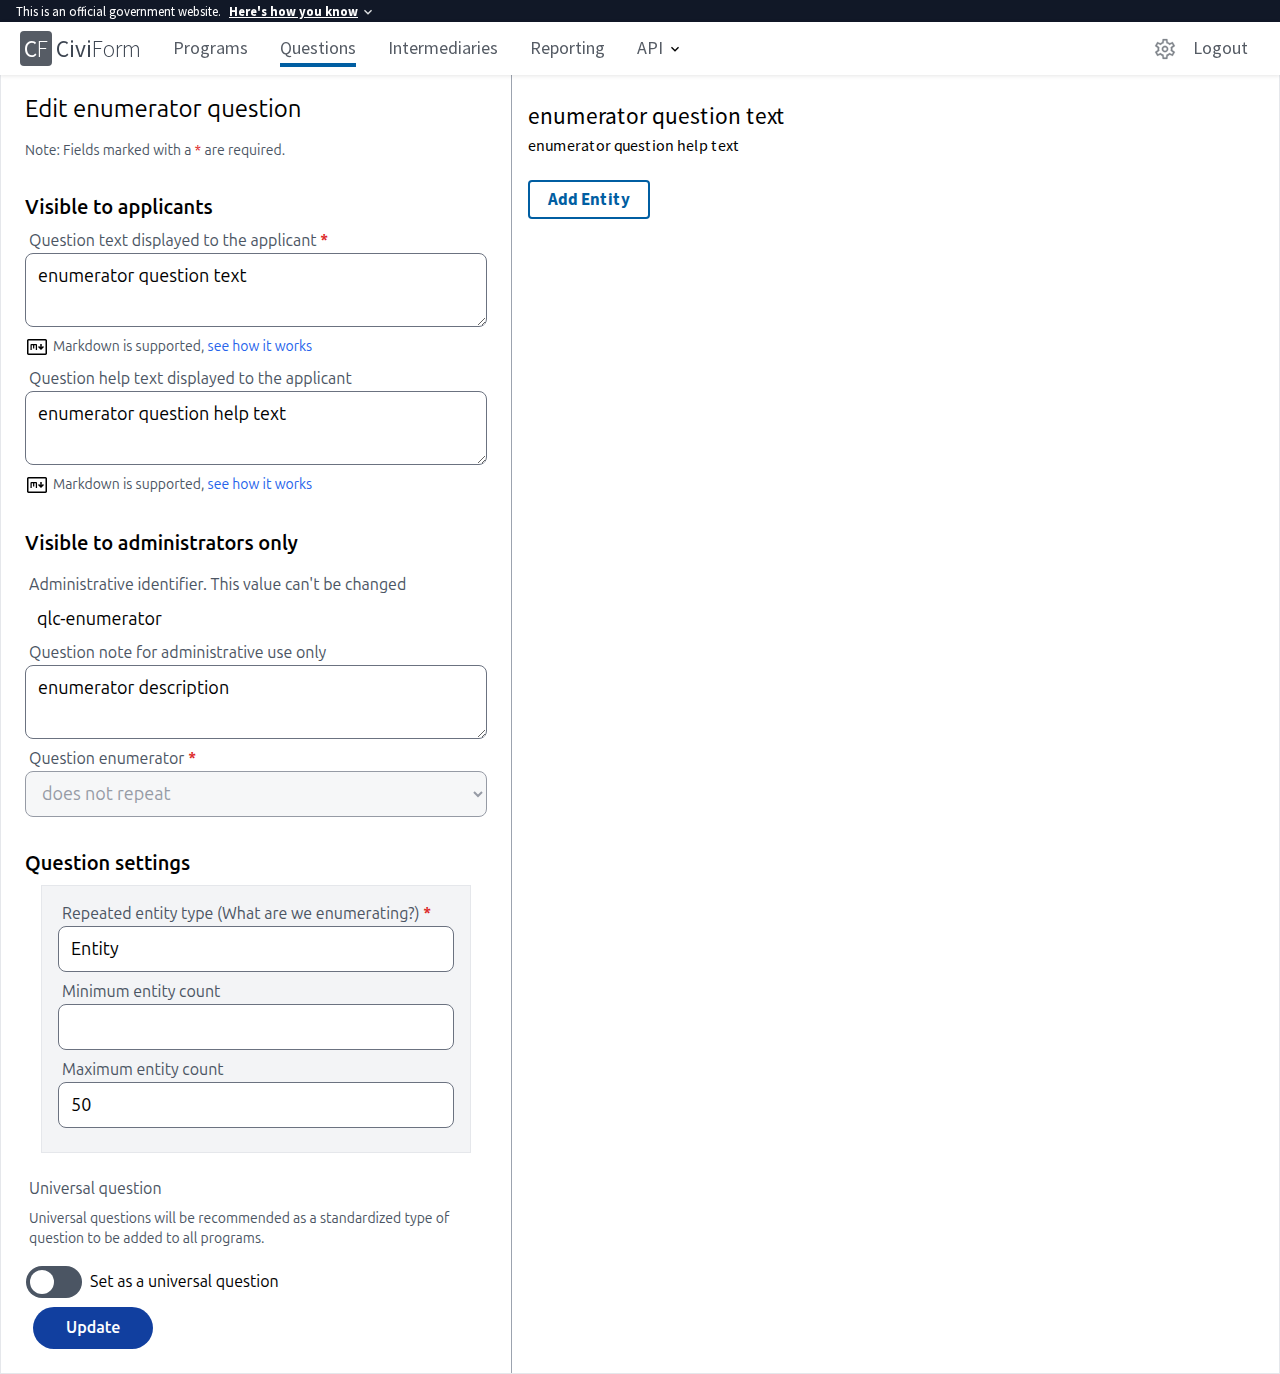 This is an official government website. Here's how you know
CF CiviForm Programs Questions Intermediaries Reporting API Logout
Edit enumerator question
Note: Fields marked with a * are required.
Visible to applicants
Question text displayed to the applicant *
enumerator question text
Markdown is supported, see how it works
Question help text displayed to the applicant
enumerator question help text
Markdown is supported, see how it works
Visible to administrators only
Administrative identifier. This value can't be changed
qlc-enumerator
Question note for administrative use only
enumerator description
Question enumerator *
does not repeat
Question settings
Repeated entity type (What are we enumerating?) *
Entity
Minimum entity count
Maximum entity count
50
Universal question
Universal questions will be recommended as a standardized type of
question to be added to all programs.
Set as a universal question
Update
enumerator question text
enumerator question help text
Add Entity